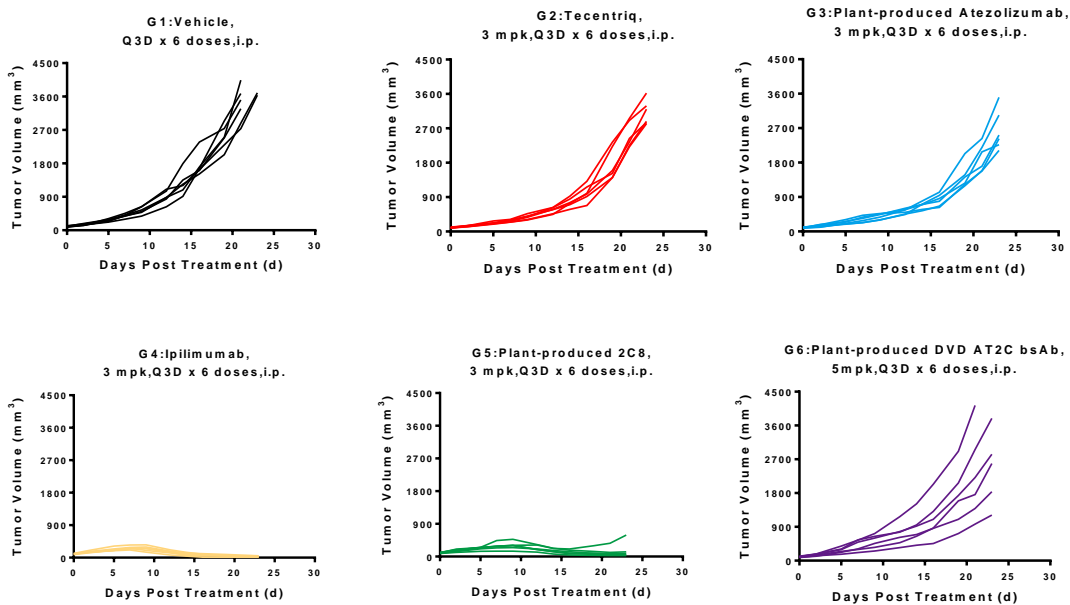 G1:Vehicle,
Q3D x 6 doses,i.p.
Tumor Volume (mm3)
4500
3600
2700
1800
900
0
0 5 10 15 20 25 30
Days Post Treatment (d)
G2:Tecentriq,
3 mpk,Q3D x 6 doses,i.p.
Tumor Volume (mm3)
4500
3600
2700
1800
900
0
0 5 10 15 20 25 30
Days Post Treatment (d)
G3:Plant-produced Atezolizumab,
3 mpk,Q3D x 6 doses,i.p.
Tumor Volume (mm3)
4500
3600
2700
1800
900
0
0 5 10 15 20 25 30
Days Post Treatment (d)
G4:Ipilimumab,
3 mpk,Q3D x 6 doses,i.p.
Tumor Volume (mm3)
4500
3600
2700
1800
900
0
0 5 10 15 20 25 30
Days Post Treatment (d)
G5:Plant-produced 2C8,
3 mpk,Q3D x 6 doses,i.p.
Tumor Volume (mm3)
4500
3600
2700
1800
900
0
0 5 10 15 20 25 30
Days Post Treatment (d)
G6:Plant-produced DVD AT2C bsAb,
5mpk,Q3D x 6 doses,i.p.
Tumor Volume (mm3)
4500
3600
2700
1800
900
0
0 5 10 15 20 25 30
Days Post Treatment (d)